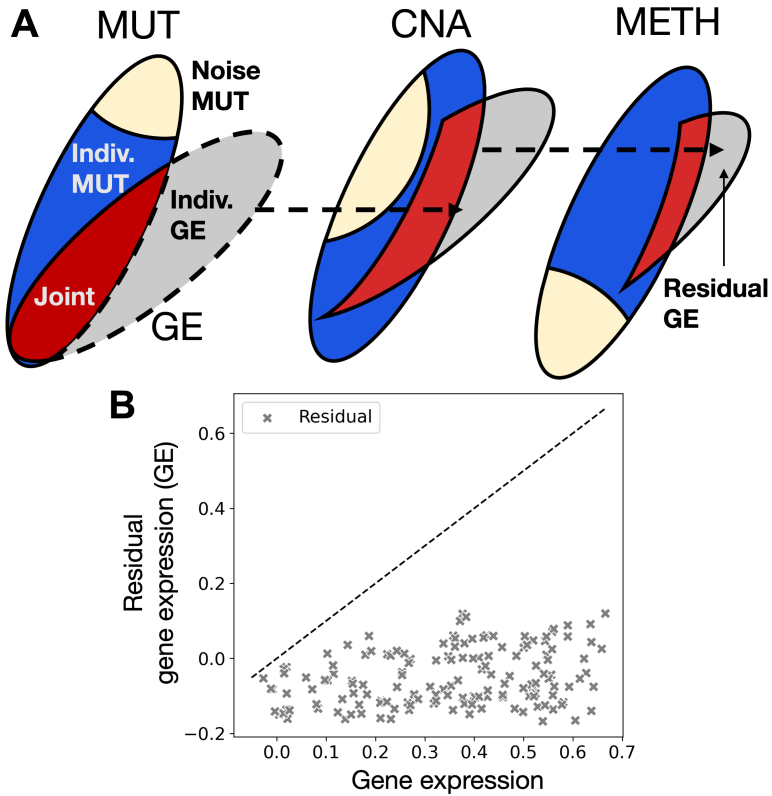 A
MUT
CNA
METH
Noise
MUT
Indiv.
MUT
Indiv.
GE
Joint
GE
Residual
GE
B
Residual
0.6
0.4
0.2
0.0
−0.2
Residual
gene expression (GE)
0.0 0.1 0.2 0.3 0.4 0.5 0.6 0.7
Gene expression